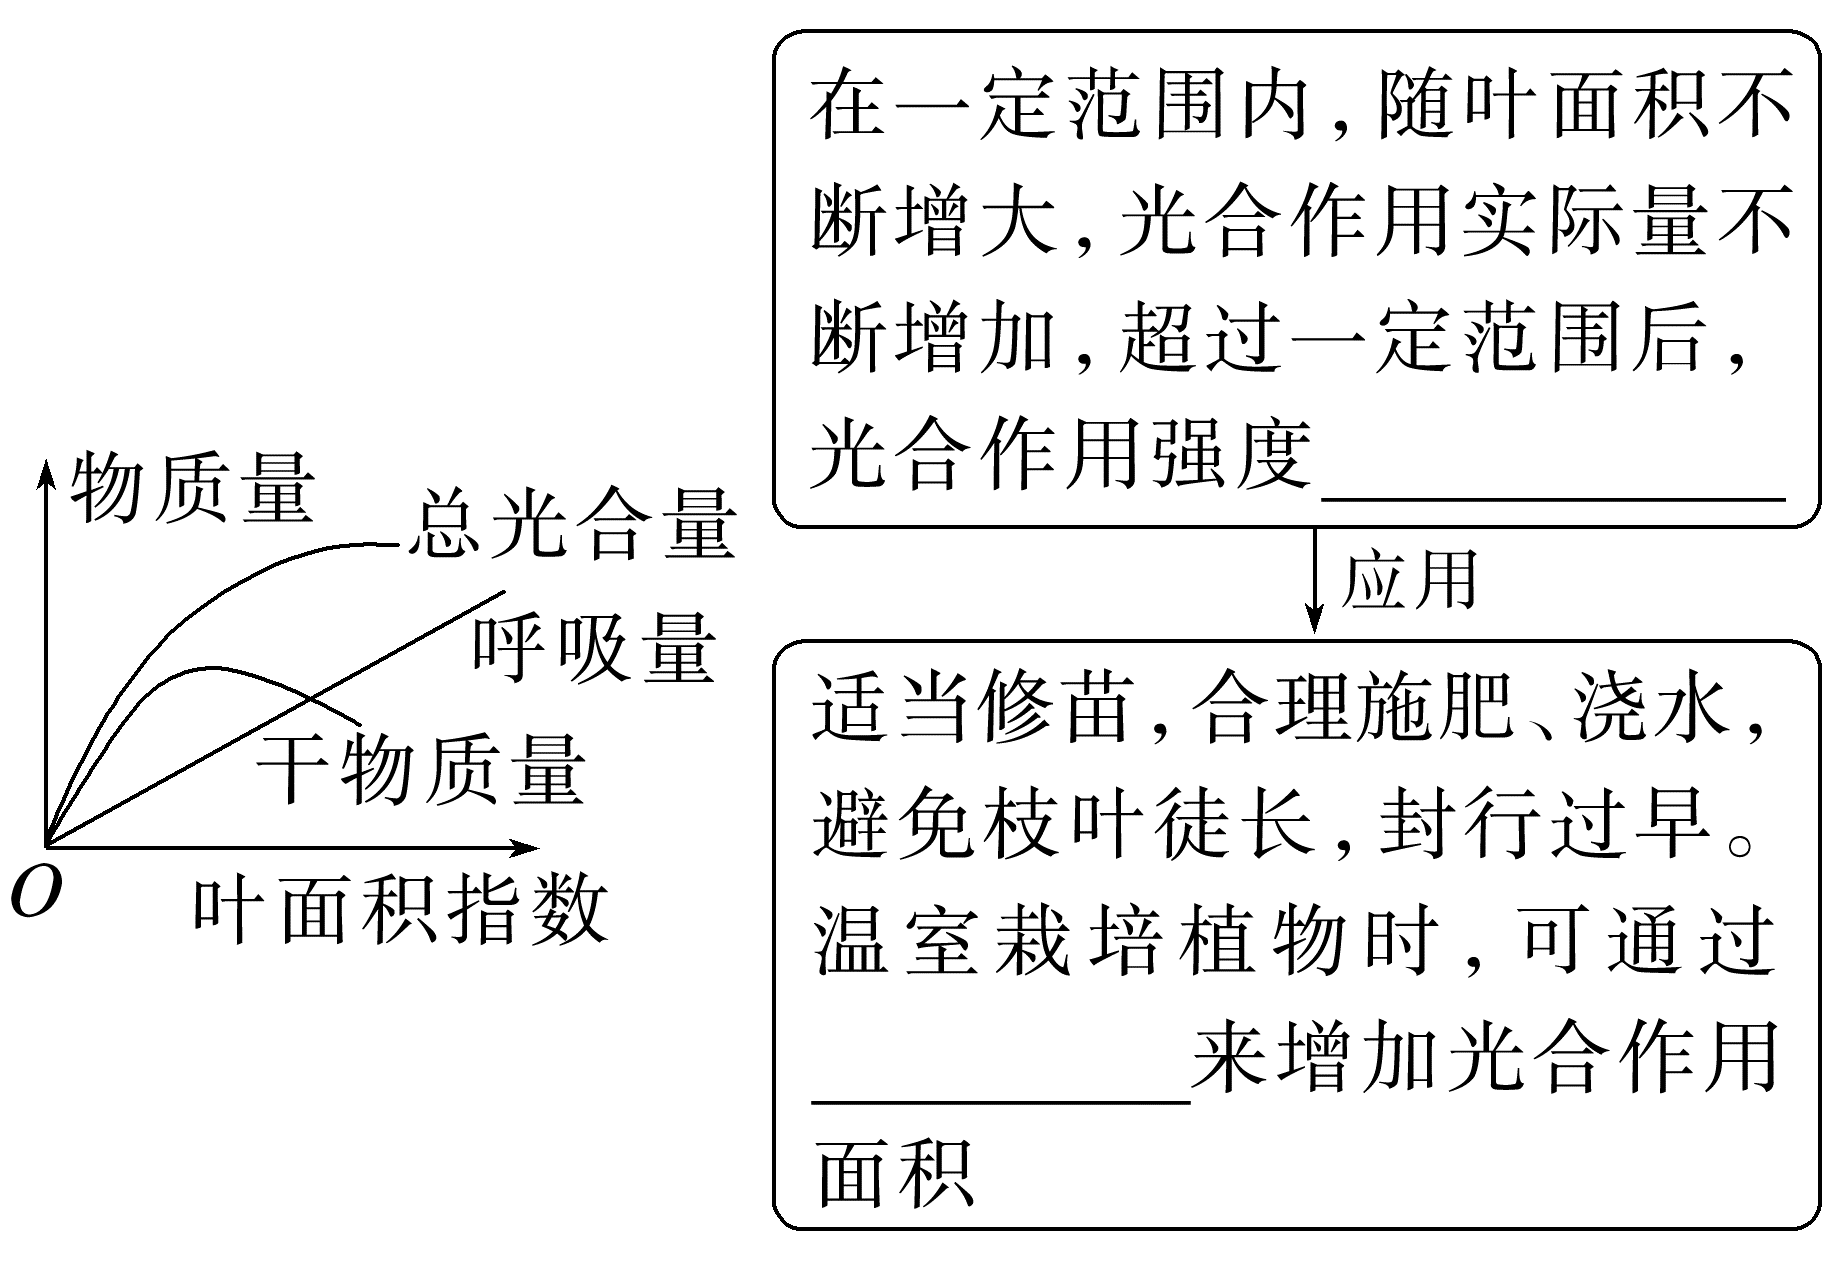 物质量
总光合量
呼吸量
干物质量
O
叶面积指数
在一定范围内,随叶面积不
断增大,光合作用实际量不
断增加,超过一定范围后,
光合作用强度
应用
适当修苗,合理施肥、浇水,
避免枝叶徒长,封行过早。
温室栽培植物时,可通过
来增加光合作用
面积